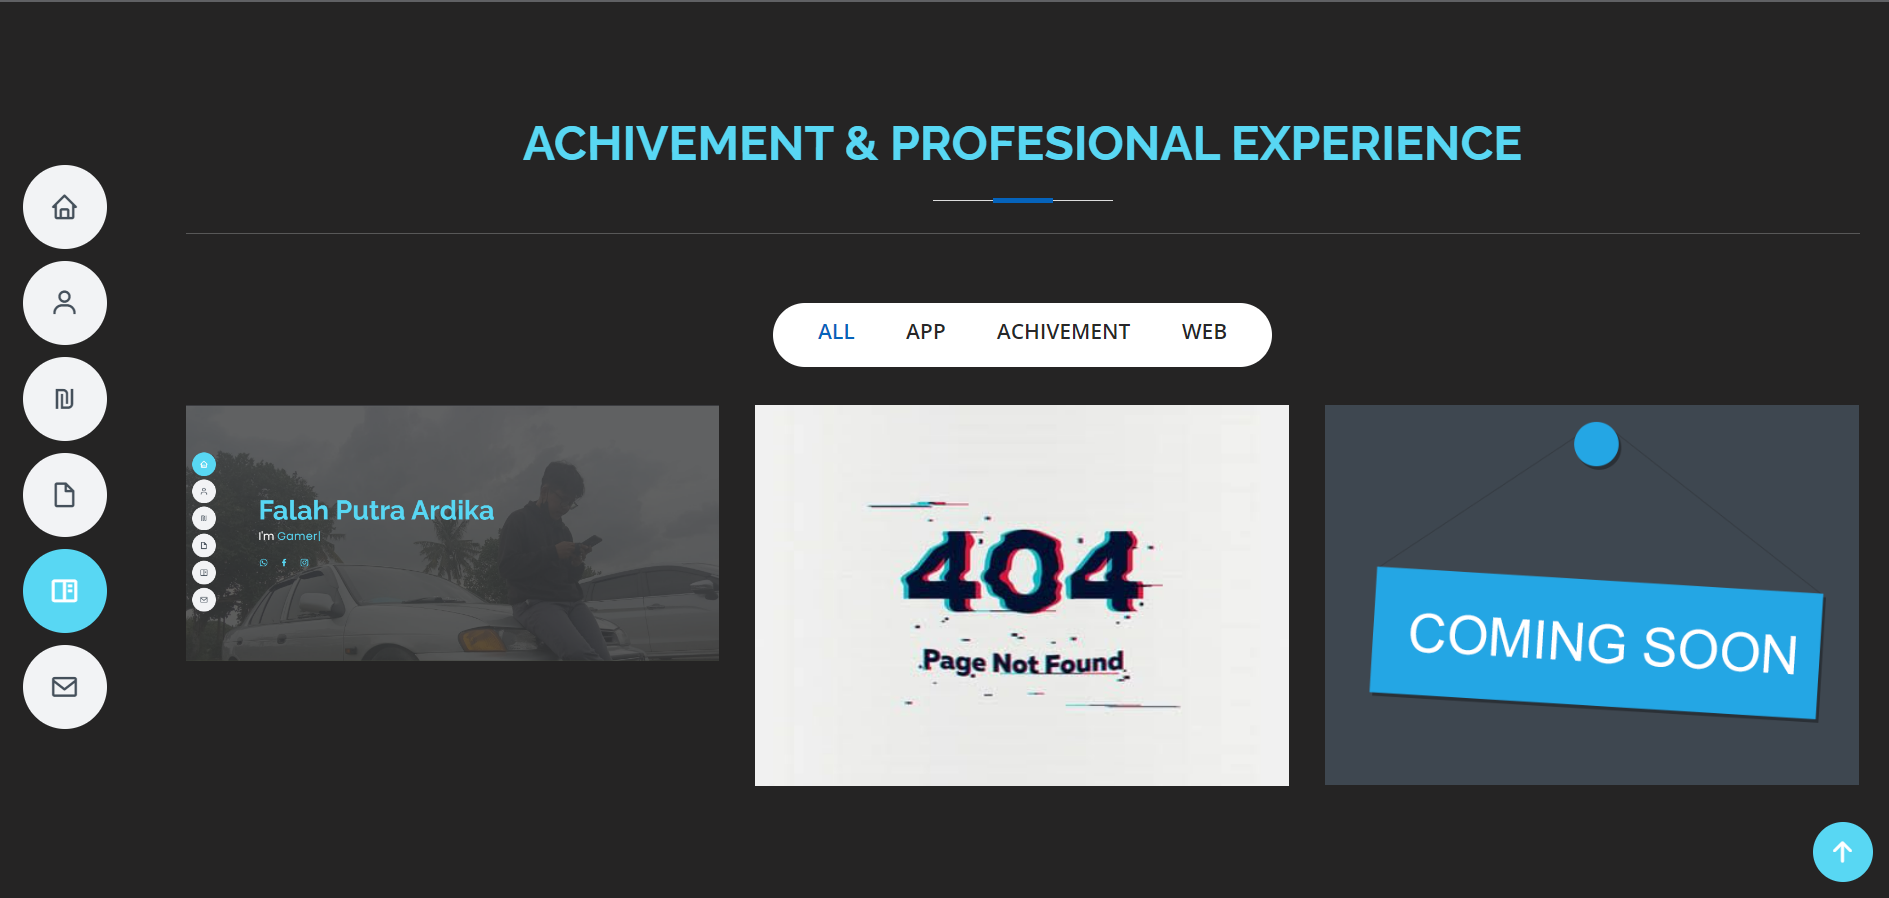 ACHIVEMENT & PROFESIONAL EXPERIENCE
ALL APP ACHIVEMENT WEB
Falah Putra Ardika
I'm Gamer|
404
Page Not Found
COMING SOON